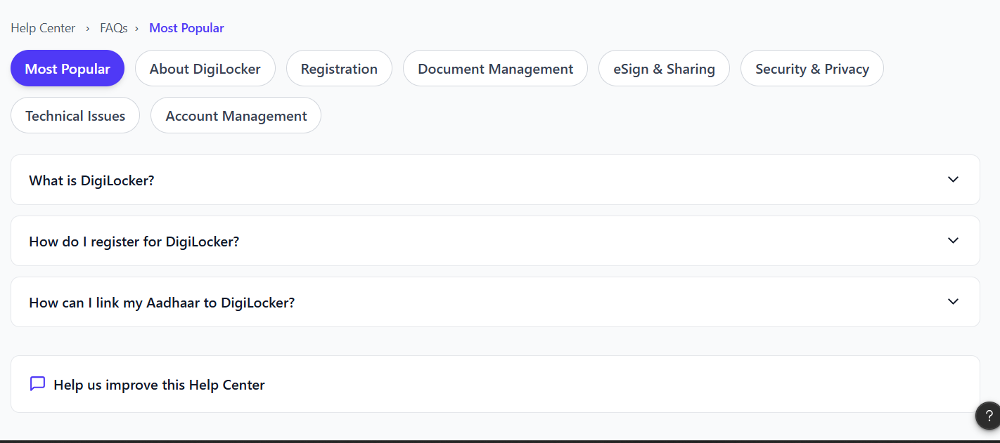 Help Center › FAQs › Most Popular
Most Popular About DigiLocker Registration Document Management eSign & Sharing Security & Privacy
Technical Issues Account Management
What is DigiLocker?
How do I register for DigiLocker?
How can I link my Aadhaar to DigiLocker?
Help us improve this Help Center
?